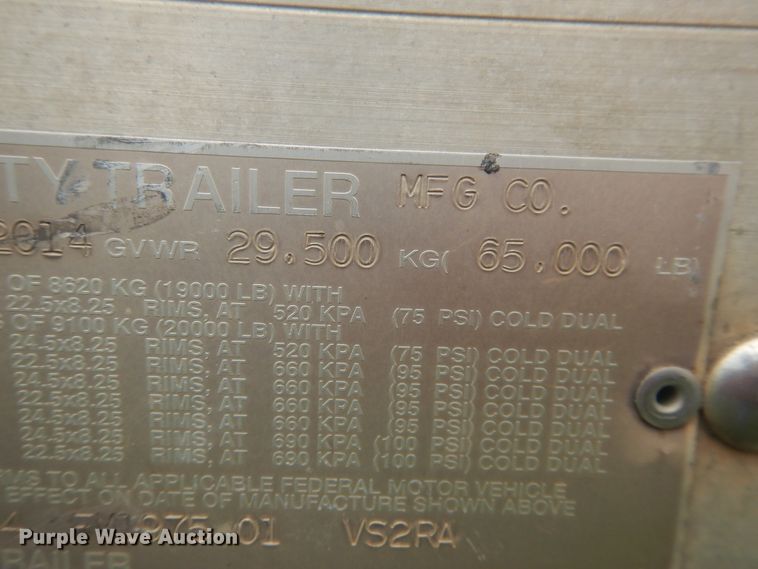 TY TRAILER MFG CO.
2014 GVWR 29,500 KG( 65,000 LB)
OF 8620 KG (19000 LB) WITH
22.5x8.25 RIMS, AT 520 KPA (75 PSI) COLD DUAL
OF 9100 KG (20000 LB) WITH
24.5x8.25 RIMS, AT 520 KPA (75 PSI) COLD DUAL
22.5x8.25 RIMS, AT 660 KPA (95 PSI) COLD DUAL
24.5x8.25 RIMS, AT 660 KPA (95 PSI) COLD DUAL
22.5x8.25 RIMS, AT 660 KPA (95 PSI) COLD DUAL
24.5x8.25 RIMS, AT 660 KPA (95 PSI) COLD DUAL
24.5x8.25 RIMS, AT 690 KPA (100 PSI) COLD DUAL
22.5x8.25 RIMS, AT 690 KPA (100 PSI) COLD DUAL
TO ALL APPLICABLE FEDERAL MOTOR VEHICLE
EFFECT ON DATE OF MANUFACTURE SHOWN ABOVE
01 VS2RA
TRAILER
Purple Wave Auction